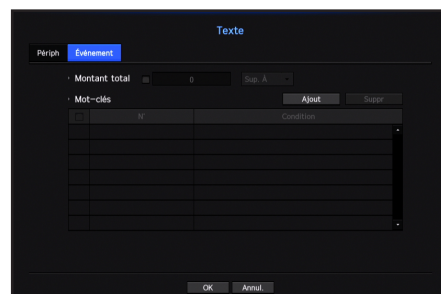 Texte
Périph Événement
Montant total 0 Sup. À
Mot-clés Ajout Suppr
N° Condition
OK Annul.